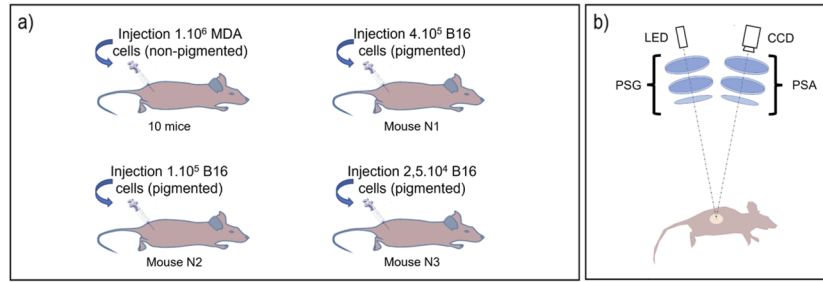 a)
Injection 1.10⁶ MDA
cells (non-pigmented)
10 mice
Injection 4.10⁵ B16
cells (pigmented)
Mouse N1
Injection 1.10⁵ B16
cells (pigmented)
Mouse N2
Injection 2,5.10⁴ B16
cells (pigmented)
Mouse N3
b)
LED
CCD
PSG
PSA